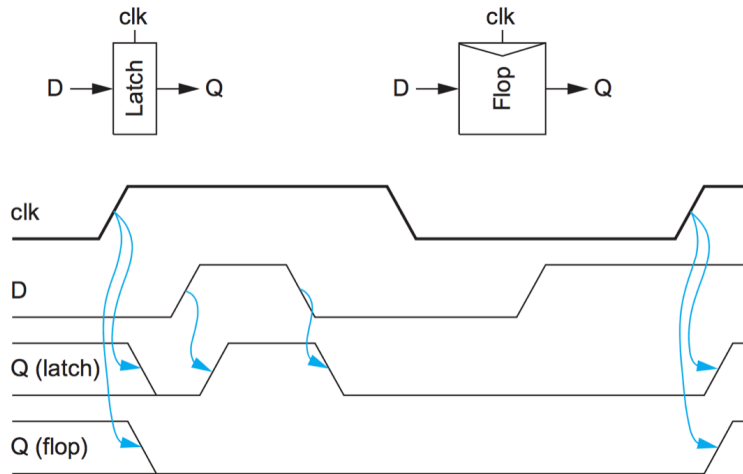 clk
clk
D
Latch
Q
D
Flop
Q
clk
D
Q (latch)
Q (flop)